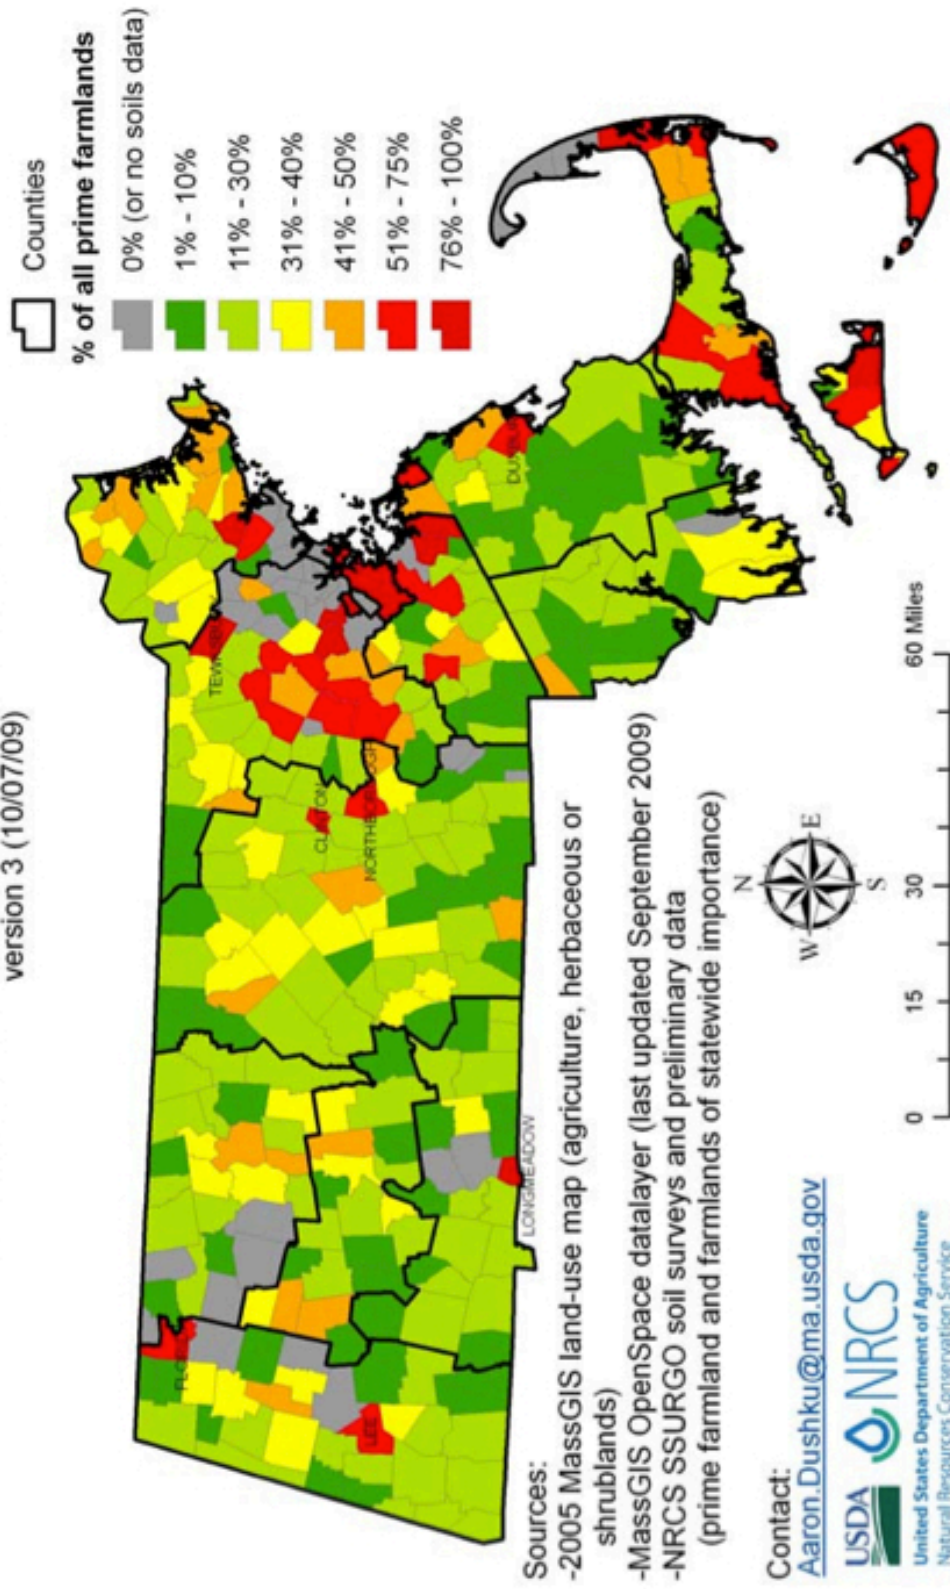 version 3 (10/07/09)
Counties
% of all prime farmlands
0% (or no soils data)
1% - 10%
11% - 30%
31% - 40%
41% - 50%
51% - 75%
76% - 100%
DUXBURY
CLINTON
NORTHBOROUGH
LONGMEADOW
LEE
Sources:
-2005 MassGIS land-use map (agriculture, herbaceous or
shrublands)
-MassGIS OpenSpace datalayer (last updated September 2009)
-NRCS SSURGO soil surveys and preliminary data
(prime farmland and farmlands of statewide importance)
N
W
E
S
0 15 30 60 Miles
Contact:
Aaron.Dushku@ma.usda.gov
USDA NRCS
United States Department of Agriculture
Natural Resources Conservation Service